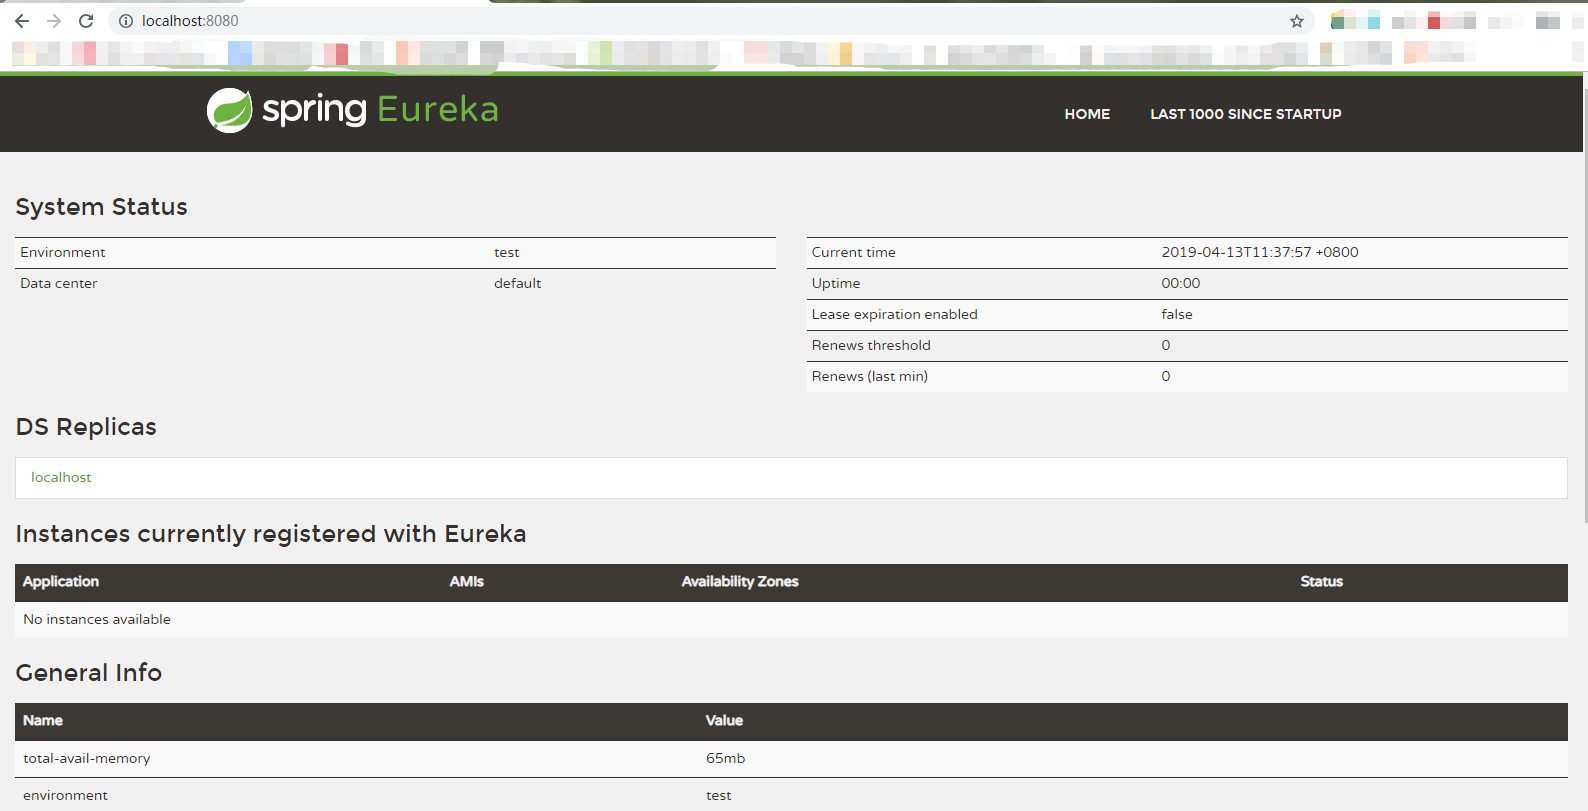 localhost:8080
spring Eureka
HOME LAST 1000 SINCE STARTUP
System Status
Environment test
Data center default
Current time 2019-04-13T11:37:57 +0800
Uptime 00:00
Lease expiration enabled false
Renews threshold 0
Renews (last min) 0
DS Replicas
localhost
Instances currently registered with Eureka
Application AMIs Availability Zones Status
No instances available
General Info
Name Value
total-avail-memory 65mb
environment test